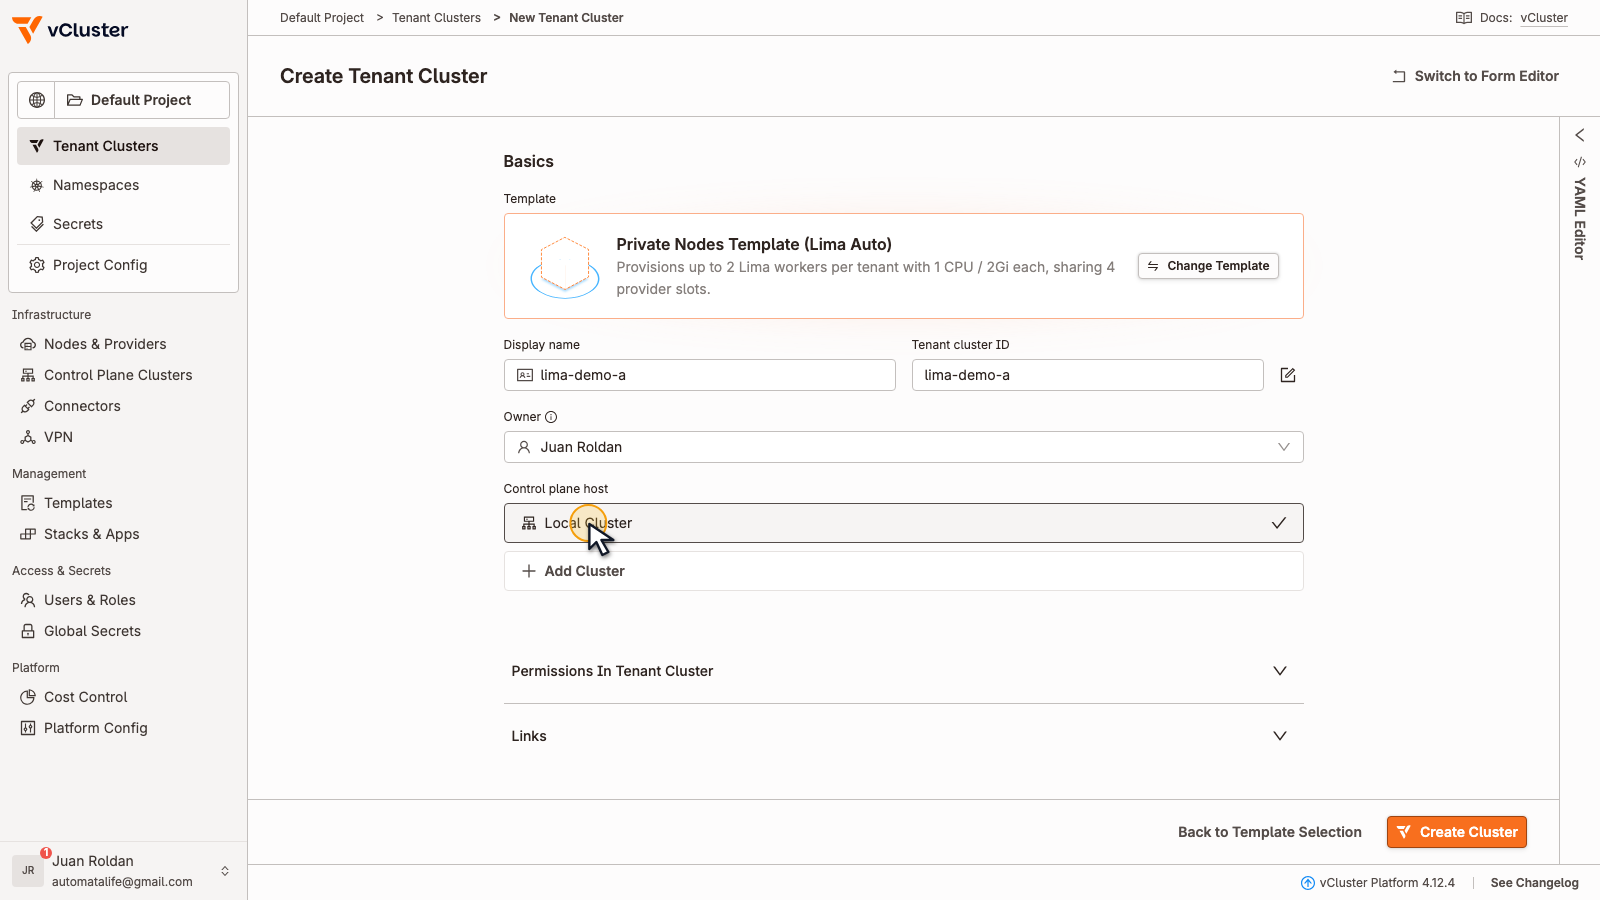 vCluster
Default Project > Tenant Clusters > New Tenant Cluster
Docs: vCluster
Default Project
Tenant Clusters
Namespaces
Secrets
Project Config
Infrastructure
Nodes & Providers
Control Plane Clusters
Connectors
VPN
Management
Templates
Stacks & Apps
Access & Secrets
Users & Roles
Global Secrets
Platform
Cost Control
Platform Config
JR
1
Juan Roldan
automatalife@gmail.com
Create Tenant Cluster
Switch to Form Editor
Basics
Template
Private Nodes Template (Lima Auto)
Provisions up to 2 Lima workers per tenant with 1 CPU / 2Gi each, sharing 4
provider slots.
Change Template
Display name
Tenant cluster ID
lima-demo-a
lima-demo-a
Owner
Juan Roldan
Control plane host
Local Cluster
Add Cluster
Permissions In Tenant Cluster
Links
YAML Editor
Back to Template Selection
Create Cluster
vCluster Platform 4.12.4
See Changelog